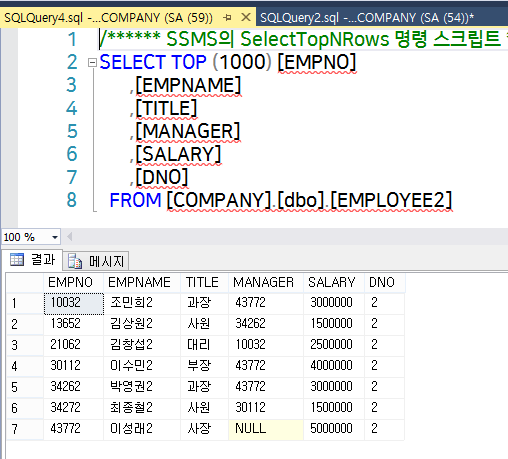 SQLQuery4.sql -...COMPANY (SA (59)) SQLQuery2.sql -...COMPANY (SA (54))*
1 /****** SSMS의 SelectTopNRows 명령 스크립트
2 SELECT TOP (1000) [EMPNO]
3 ,[EMPNAME]
4 ,[TITLE]
5 ,[MANAGER]
6 ,[SALARY]
7 ,[DNO]
8 FROM [COMPANY].[dbo].[EMPLOYEE2]
100 %
결과 메시지
EMPNO EMPNAME TITLE MANAGER SALARY DNO
1 10032 조민희2 과장 43772 3000000 2
2 13652 김상원2 사원 34262 1500000 2
3 21062 김창섭2 대리 10032 2500000 2
4 30112 이수민2 부장 43772 4000000 2
5 34262 박영권2 과장 43772 3000000 2
6 34272 최종철2 사원 30112 1500000 2
7 43772 이성래2 사장 NULL 5000000 2